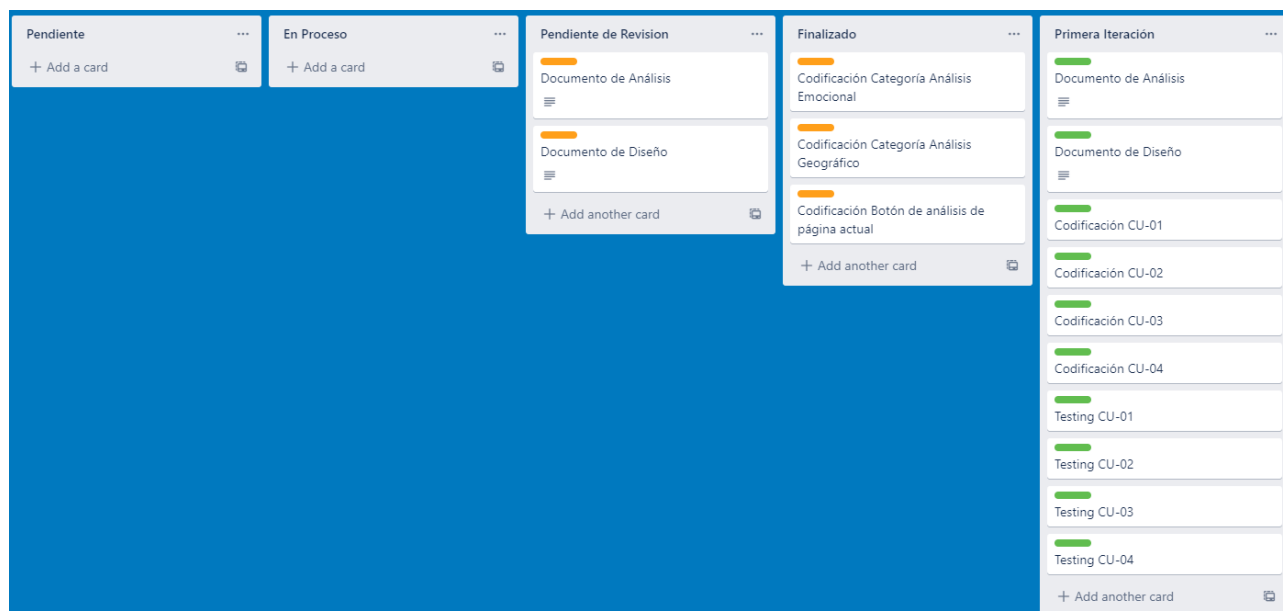 Pendiente
+ Add a card
En Proceso
+ Add a card
Pendiente de Revision
Documento de Análisis
Documento de Diseño
+ Add another card
Finalizado
Codificación Categoría Análisis
Emocional
Codificación Categoría Análisis
Geográfico
Codificación Botón de análisis de
página actual
+ Add another card
Primera Iteración
Documento de Análisis
Documento de Diseño
Codificación CU-01
Codificación CU-02
Codificación CU-03
Codificación CU-04
Testing CU-01
Testing CU-02
Testing CU-03
Testing CU-04
+ Add another card